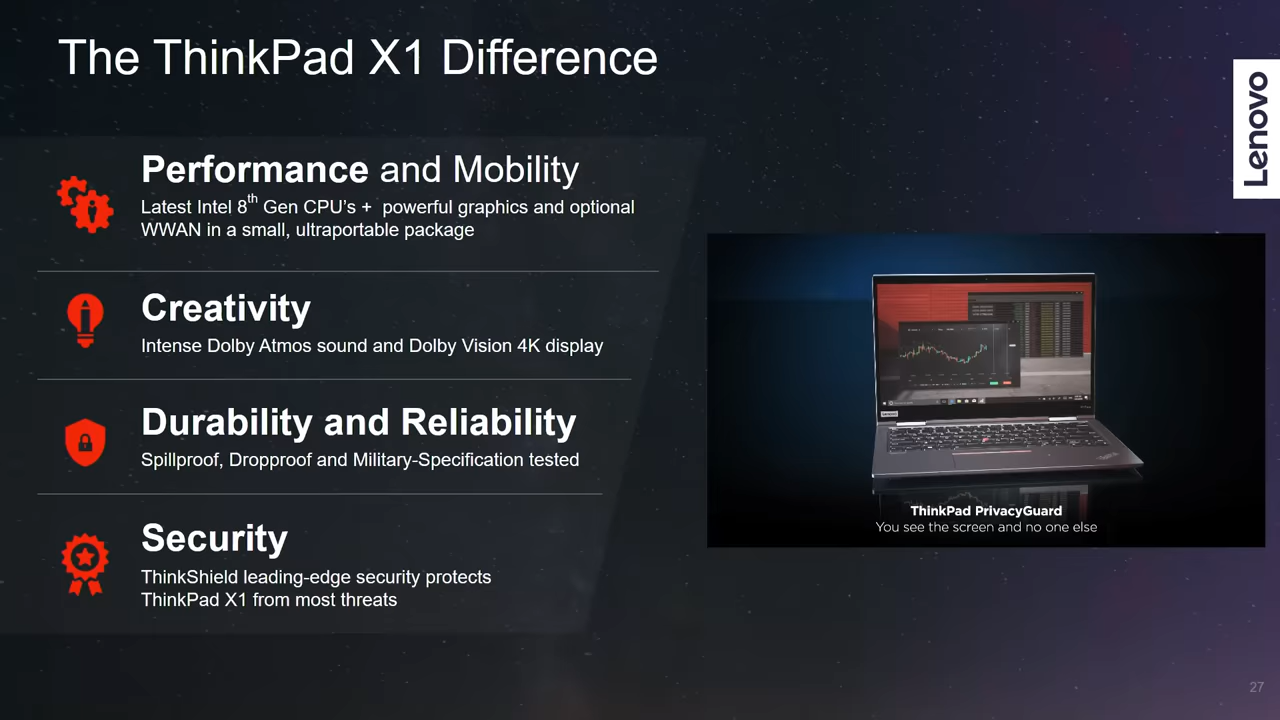 The ThinkPad X1 Difference
Lenovo
Performance and Mobility
Latest Intel 8th Gen CPU's + powerful graphics and optional
WWAN in a small, ultraportable package
Creativity
Intense Dolby Atmos sound and Dolby Vision 4K display
Durability and Reliability
Spillproof, Dropproof and Military-Specification tested
Security
ThinkShield leading-edge security protects
ThinkPad X1 from most threats
ThinkPad PrivacyGuard
You see the screen and no one else
27